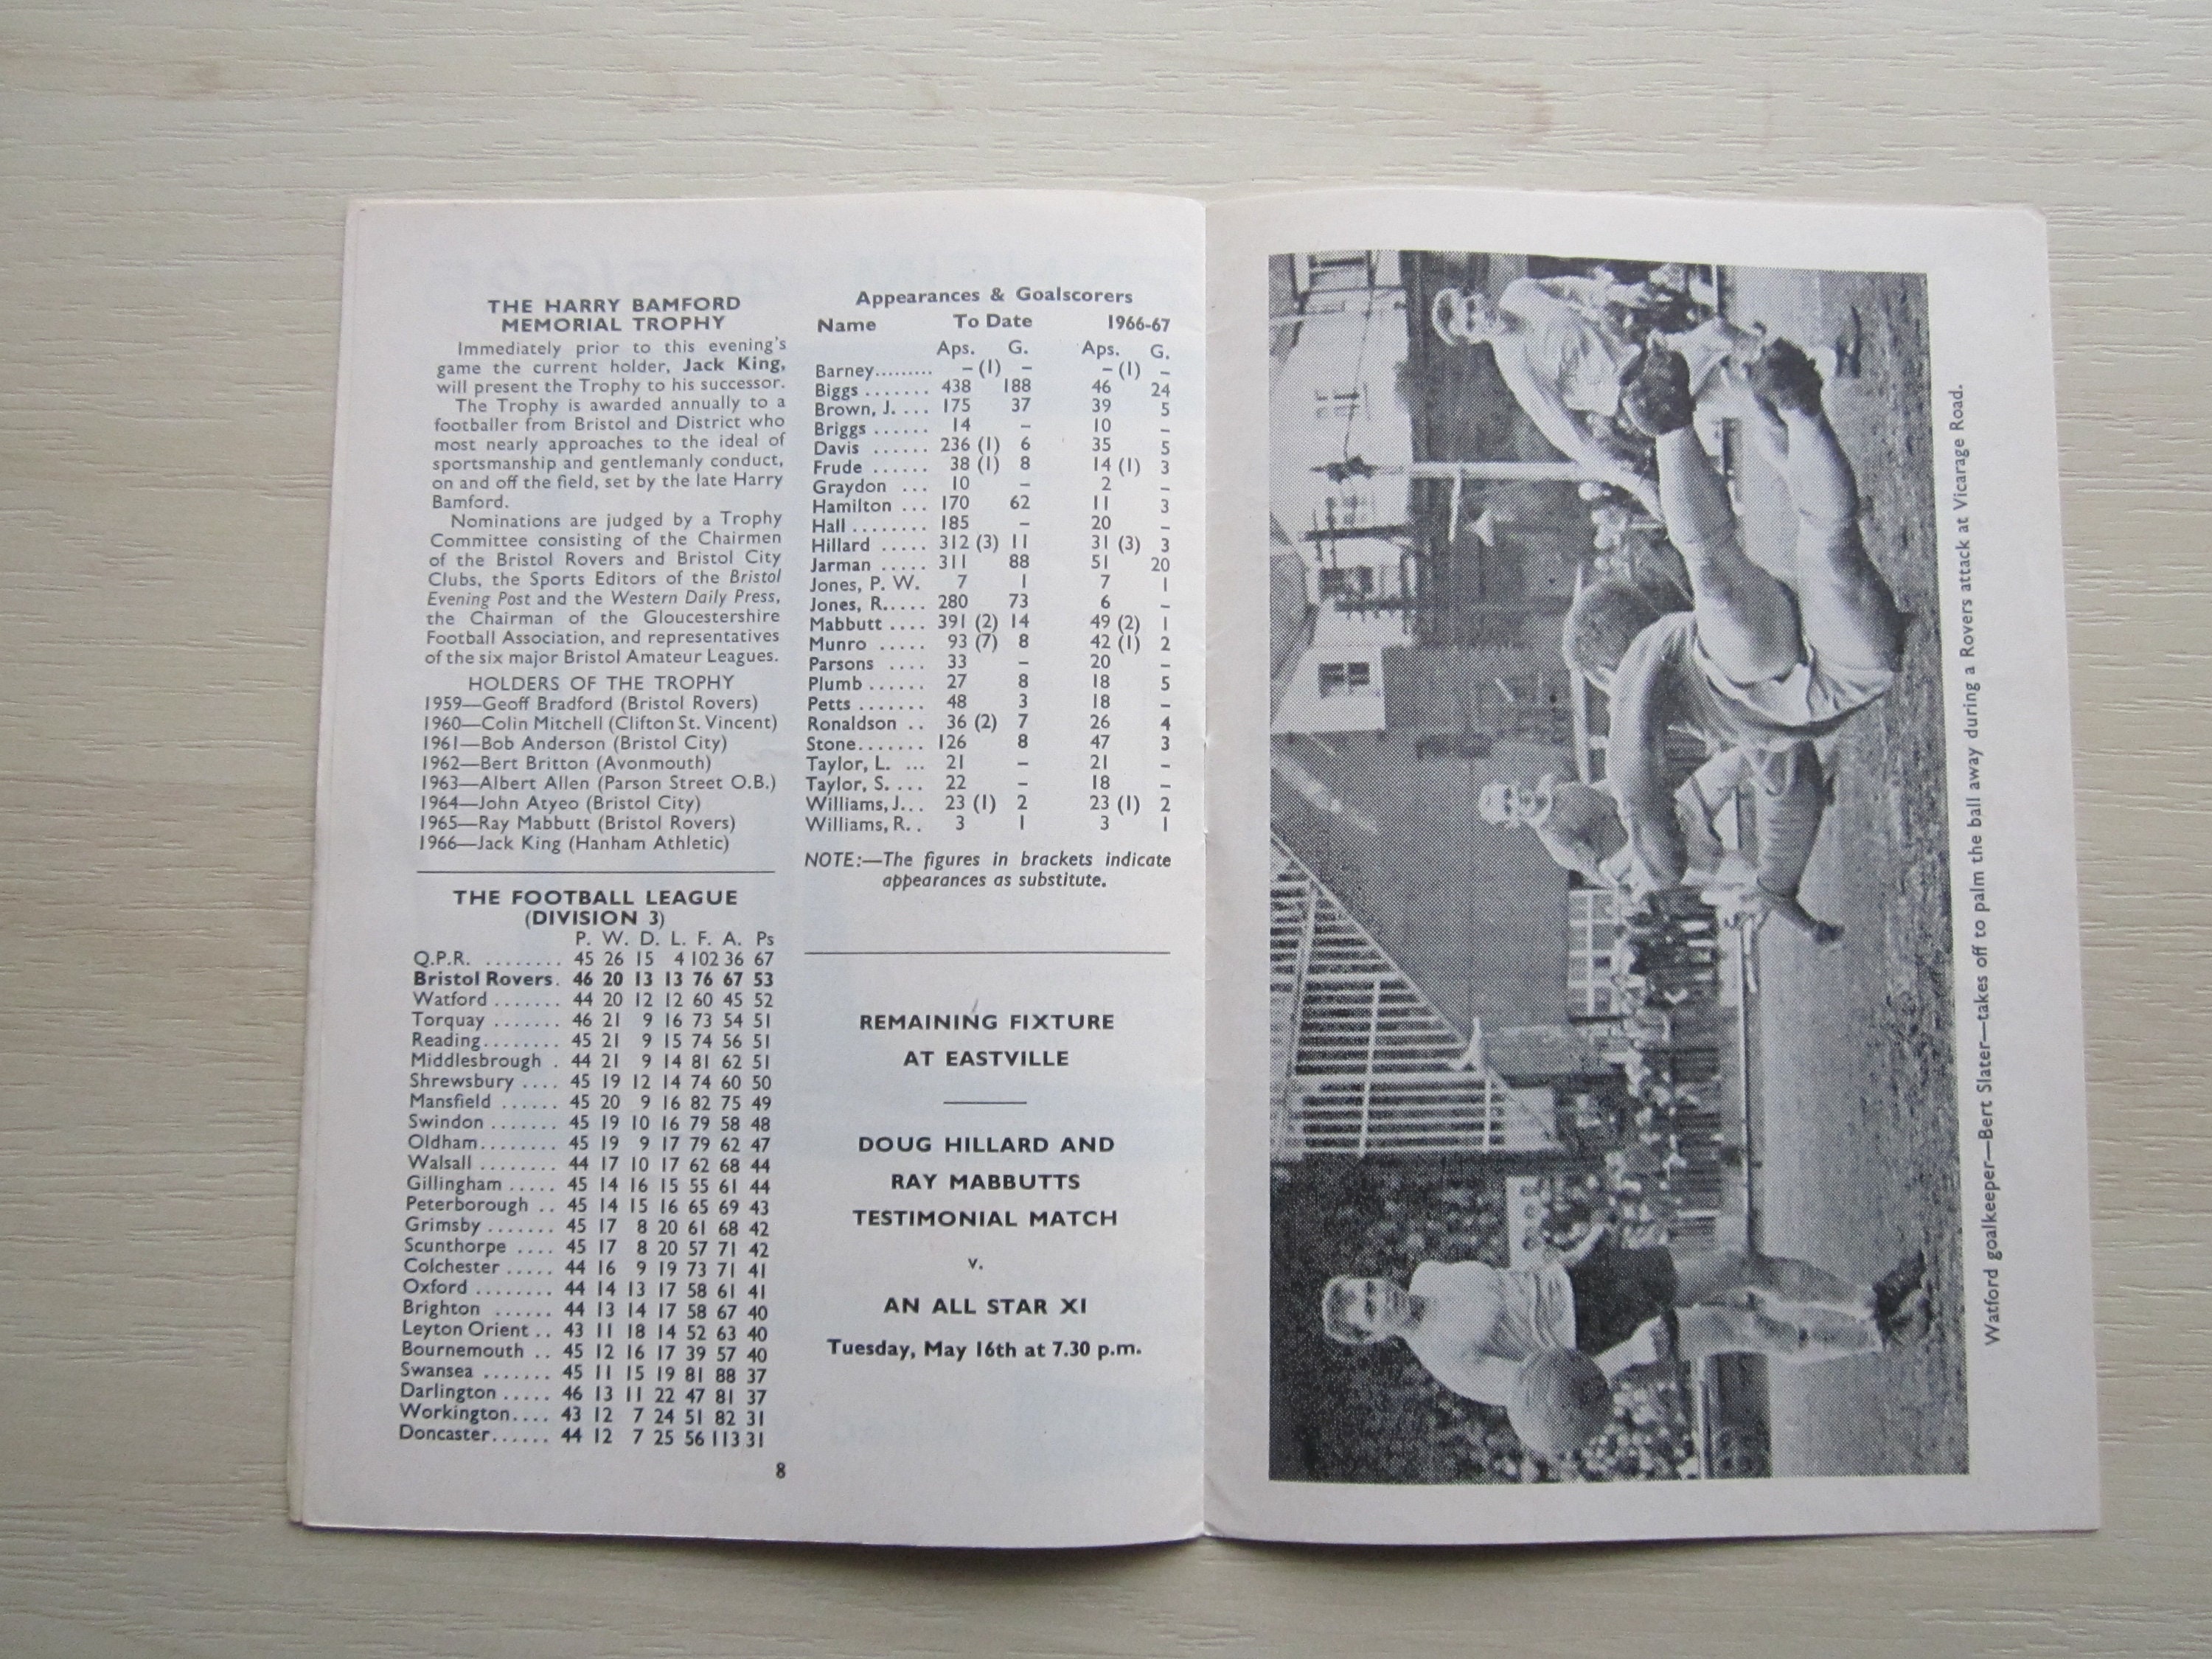 THE HARRY BAMFORD
MEMORIAL TROPHY
Immediately prior to this evening's
game the current holder, Jack King,
will present the Trophy to his successor.
The Trophy is awarded annually to a
footballer from Bristol and District who
most nearly approaches to the ideal of
sportsmanship and gentlemanly conduct,
on and off the field, set by the late Harry
Bamford.
Nominations are judged by a Trophy
Committee consisting of the Chairmen
of the Bristol Rovers and Bristol City
Clubs, the Sports Editors of the Bristol
Evening Post and the Western Daily Press,
the Chairman of the Gloucestershire
Football Association, and representatives
of the six major Bristol Amateur Leagues.
HOLDERS OF THE TROPHY
1959—Geoff Bradford (Bristol Rovers)
1960—Colin Mitchell (Clifton St. Vincent)
1961—Bob Anderson (Bristol City)
1962—Bert Britton (Avonmouth)
1963—Albert Allen (Parson Street O.B.)
1964—John Atyeo (Bristol City)
1965—Ray Mabbutt (Bristol Rovers)
1966—Jack King (Hanham Athletic)
THE FOOTBALL LEAGUE
(DIVISION 3)
P. W. D. L. F. A. Ps
Q.P.R. ........ 45 26 15 4 102 36 67
Bristol Rovers. 46 20 13 13 76 67 53
Watford ....... 44 20 12 12 60 45 52
Torquay ....... 46 21 9 16 73 54 51
Reading........ 45 21 9 15 74 56 51
Middlesbrough . 44 21 9 14 81 62 51
Shrewsbury .... 45 19 12 14 74 60 50
Mansfield ...... 45 20 9 16 82 75 49
Swindon ....... 45 19 10 16 79 58 48
Oldham........ 45 19 9 17 79 62 47
Walsall ........ 44 17 10 17 62 68 44
Gillingham ..... 45 14 16 15 55 61 44
Peterborough .. 45 14 15 16 65 69 43
Grimsby ....... 45 17 8 20 61 68 42
Scunthorpe .... 45 17 8 20 57 71 42
Colchester ..... 44 16 9 19 73 71 41
Oxford ........ 44 14 13 17 58 61 41
Brighton ...... 44 13 14 17 58 67 40
Leyton Orient .. 43 11 18 14 52 63 40
Bournemouth .. 45 12 16 17 39 57 40
Swansea ....... 45 11 15 19 81 88 37
Darlington ..... 46 13 11 22 47 81 37
Workington.... 43 12 7 24 51 82 31
Doncaster...... 44 12 7 25 56 113 31
8
Appearances & Goalscorers
Name To Date 1966-67
Aps. G. Aps. G.
Barney......... – (1) – – (1) –
Biggs ....... 438 188 46 24
Brown, J. .... 175 37 39 5
Briggs ...... 14 – 10 –
Davis ...... 236 (1) 6 35 5
Frude ...... 38 (1) 8 14 (1) 3
Graydon ... 10 – 2 –
Hamilton ... 170 62 11 3
Hall ........ 185 – 20 –
Hillard ..... 312 (3) 11 31 (3) 3
Jarman ..... 311 88 51 20
Jones, P. W. 7 1 7 1
Jones, R..... 280 73 6 –
Mabbutt .... 391 (2) 14 49 (2) 1
Munro ..... 93 (7) 8 42 (1) 2
Parsons .... 33 – 20 –
Plumb ...... 27 8 18 5
Petts ....... 48 3 18 –
Ronaldson .. 36 (2) 7 26 4
Stone....... 126 8 47 3
Taylor, L. ... 21 – 21 –
Taylor, S. ... 22 – 18 –
Williams, J... 23 (1) 2 23 (1) 2
Williams, R. . 3 1 3 1
NOTE:—The figures in brackets indicate
appearances as substitute.
REMAINING FIXTURE
AT EASTVILLE
DOUG HILLARD AND
RAY MABBUTTS
TESTIMONIAL MATCH
v.
AN ALL STAR XI
Tuesday, May 16th at 7.30 p.m.
Watford goalkeeper—Bert Slater—takes off to palm the ball away during a Rovers attack at Vicarage Road.